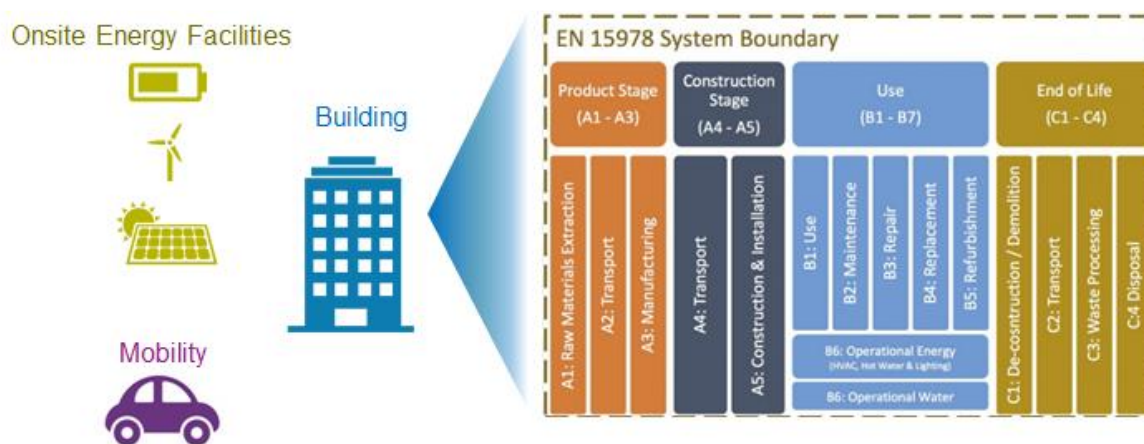 Onsite Energy Facilities
Building
Mobility
EN 15978 System Boundary
Product Stage
(A1 - A3)
Construction
Stage
(A4 - A5)
Use
(B1 - B7)
End of Life
(C1 - C4)
A1: Raw Materials Extraction
A2: Transport
A3: Manufacturing
A4: Transport
A5: Construction & Installation
B1: Use
B2: Maintenance
B3: Repair
B4: Replacement
B5: Refurbishment
B6: Operational Energy
(HVAC, Hot Water & Lighting)
B6: Operational Water
C1: De-cosntruction / Demolition
C2: Transport
C3: Waste Processing
C:4 Disposal